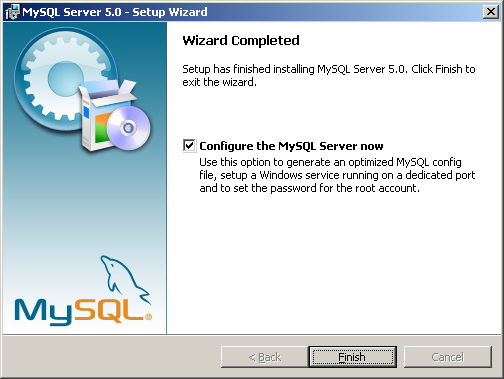 MySQL Server 5.0 - Setup Wizard
Wizard Completed
Setup has finished installing MySQL Server 5.0. Click Finish to
exit the wizard.
Configure the MySQL Server now
Use this option to generate an optimized MySQL config
file, setup a Windows service running on a dedicated port
and to set the password for the root account.
MySQL®
< Back
Finish
Cancel